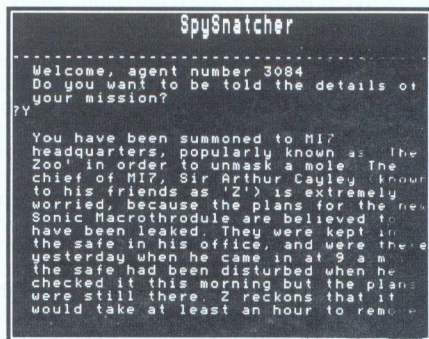 SpySnatcher
Welcome, agent number 3084
Do you want to be told the details of
your mission?
?Y
You have been summoned to MI7
headquarters, popularly known as 'The
Zoo' in order to unmask a mole. The
chief of MI7, Sir Arthur Cayley (known
to his friends as 'Z') is extremely
worried, because the plans for the new
Sonic Macrothrodule are believed to
have been leaked. They were kept in
the safe in his office, and were there
yesterday when he came in at 9 a m
the safe had been disturbed when he
checked it this morning but the plans
were still there. Z reckons that it
would take at least an hour to remove